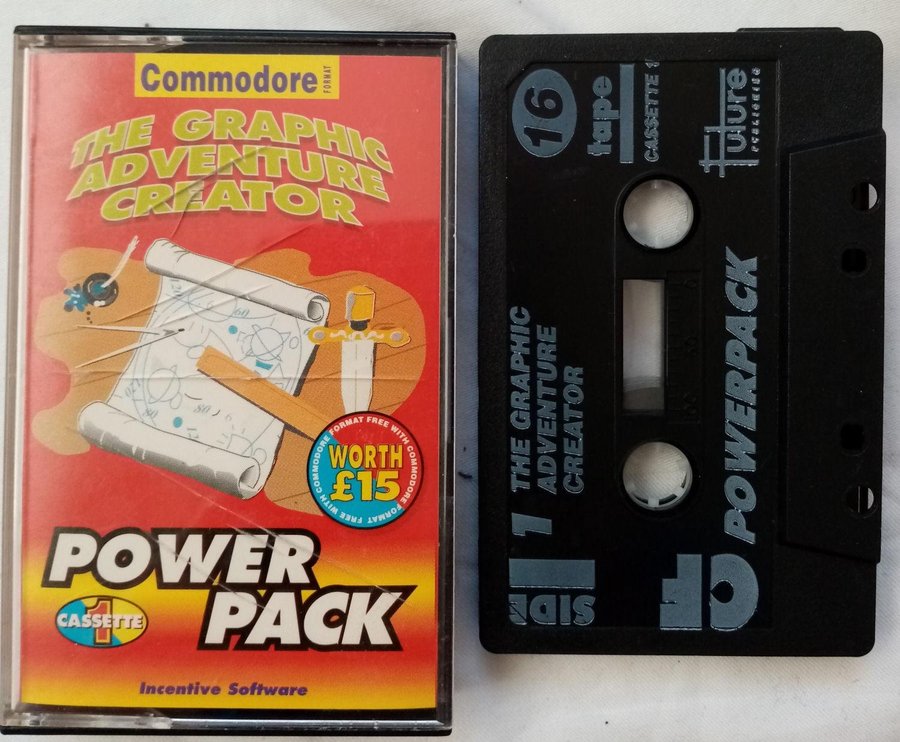 Commodore
FORMAT
THE GRAPHIC
ADVENTURE
CREATOR
FREE WITH COMMODORE FORMAT FREE WITH COMMODORE FORMAT
WORTH
£15
POWER
PACK
1
CASSETTE
Incentive Software
16
tape
CASSETTE 1
Future
PUBLISHING
THE GRAPHIC
ADVENTURE
CREATOR
POWERPACK
SIDE
1
CF